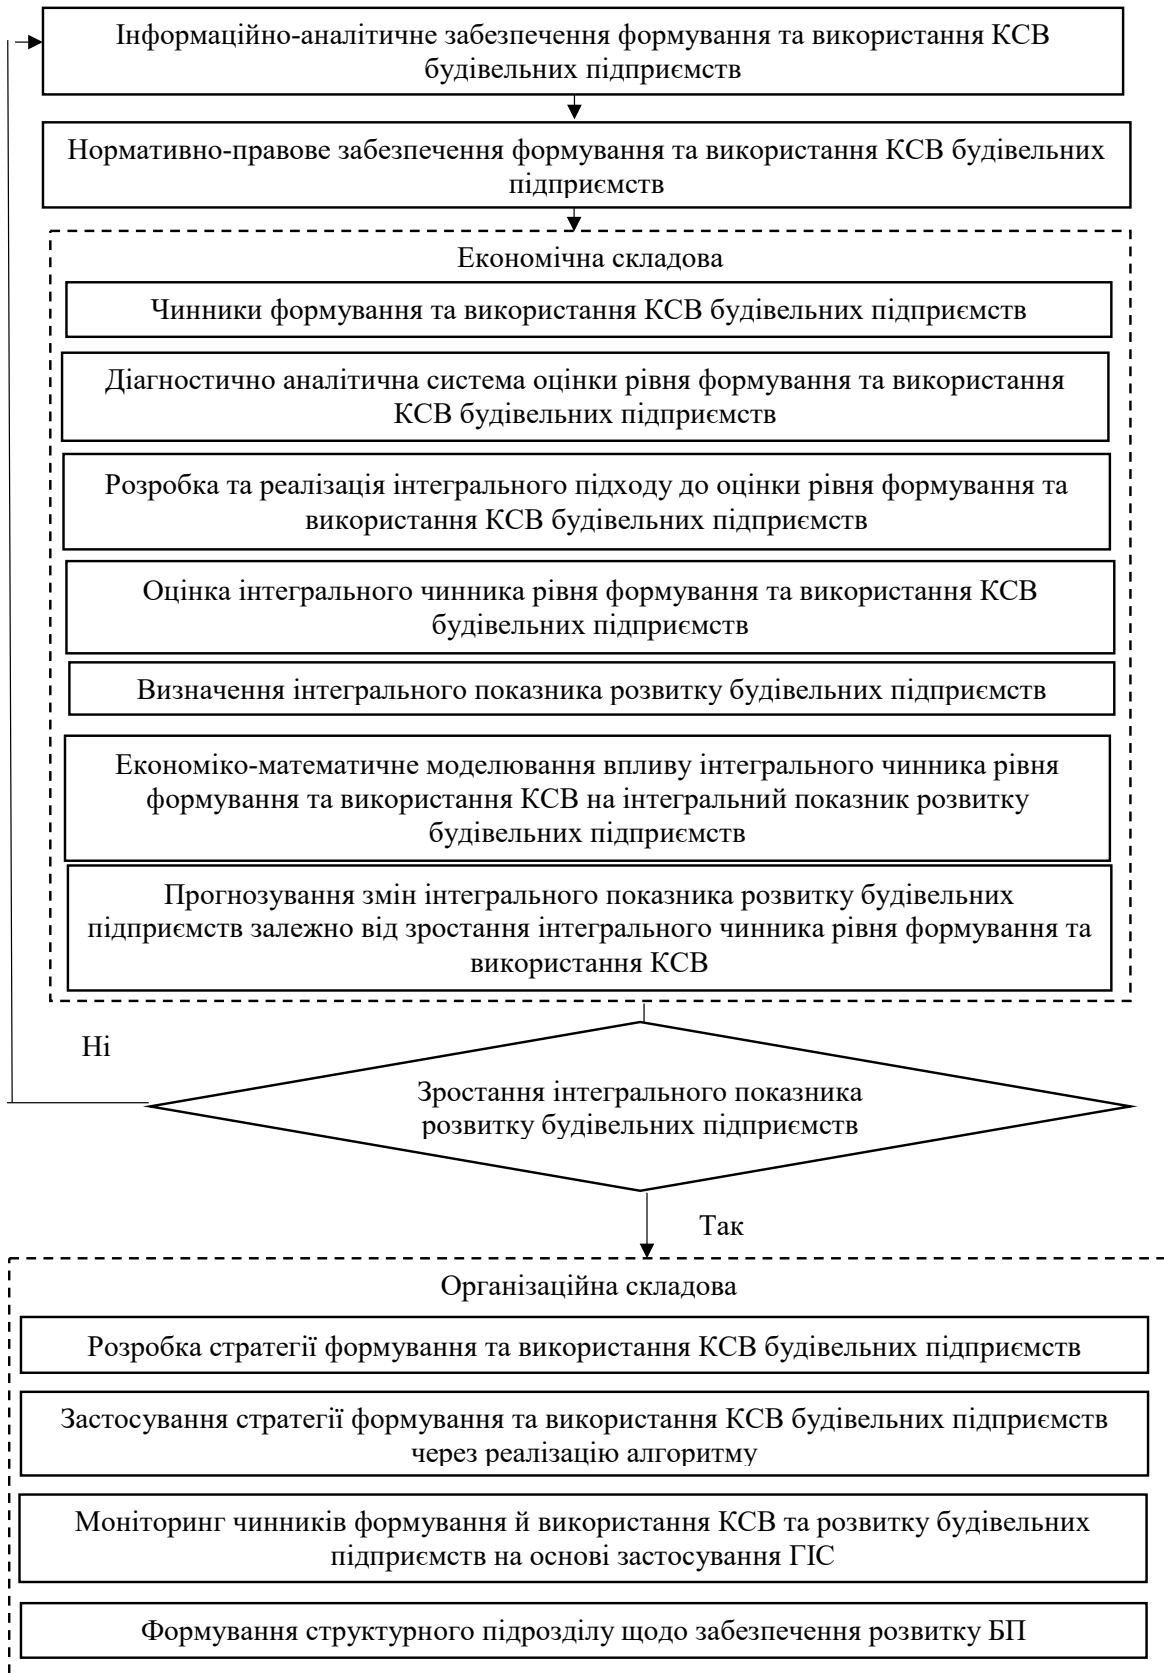 Інформаційно-аналітичне забезпечення формування та використання КСВ
будівельних підприємств
Нормативно-правове забезпечення формування та використання КСВ будівельних
підприємств
Економічна складова
Чинники формування та використання КСВ будівельних підприємств
Діагностично аналітична система оцінки рівня формування та використання
КСВ будівельних підприємств
Розробка та реалізація інтегрального підходу до оцінки рівня формування та
використання КСВ будівельних підприємств
Оцінка інтегрального чинника рівня формування та використання КСВ
будівельних підприємств
Визначення інтегрального показника розвитку будівельних підприємств
Економіко-математичне моделювання впливу інтегрального чинника рівня
формування та використання КСВ на інтегральний показник розвитку
будівельних підприємств
Прогнозування змін інтегрального показника розвитку будівельних
підприємств залежно від зростання інтегрального чинника рівня формування та
використання КСВ
Ні
Зростання інтегрального показника
розвитку будівельних підприємств
Так
Організаційна складова
Розробка стратегії формування та використання КСВ будівельних підприємств
Застосування стратегії формування та використання КСВ будівельних підприємств
через реалізацію алгоритму
Моніторинг чинників формування й використання КСВ та розвитку будівельних
підприємств на основі застосування ГІС
Формування структурного підрозділу щодо забезпечення розвитку БП